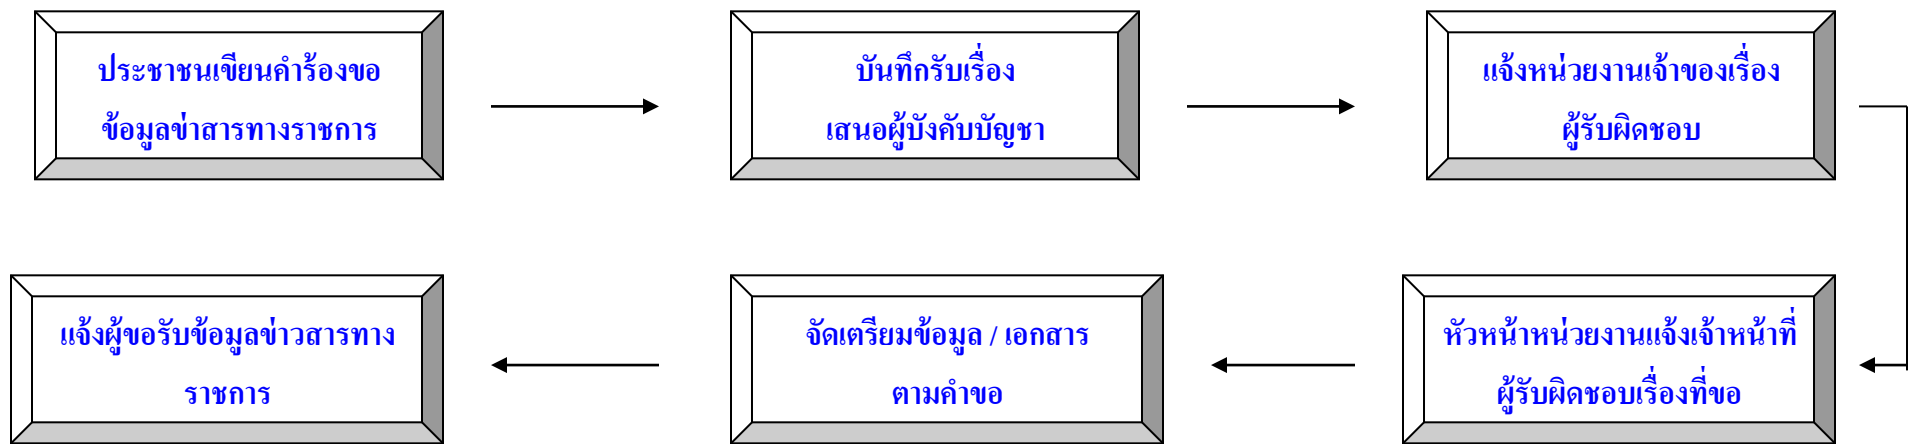 ประชาชนเขียนคำร้องขอ
ข้อมูลข่าสารทางราชการ
บันทึกรับเรื่อง
เสนอผู้บังคับบัญชา
แจ้งหน่วยงานเจ้าของเรื่อง
ผู้รับผิดชอบ
หัวหน้าหน่วยงานแจ้งเจ้าหน้าที่
ผู้รับผิดชอบเรื่องที่ขอ
จัดเตรียมข้อมูล / เอกสาร
ตามคำขอ
แจ้งผู้ขอรับข้อมูลข่าวสารทาง
ราชการ